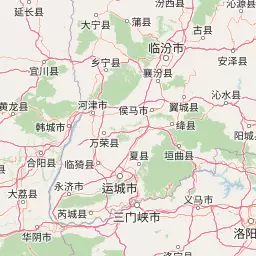 延长县
蒲县
汾西县
沁源县
大宁县
古县
临汾市
宜川县
乡宁县
安泽县
襄汾县
黄龙县
河津市
侯马市
翼城县
沁水县
韩城市
绛县
万荣县
阳城县
合阳县
临猗县
夏县
垣曲县
大荔县
永济市
运城市
芮城县
三门峡市
义马市
华阴市
洛阳